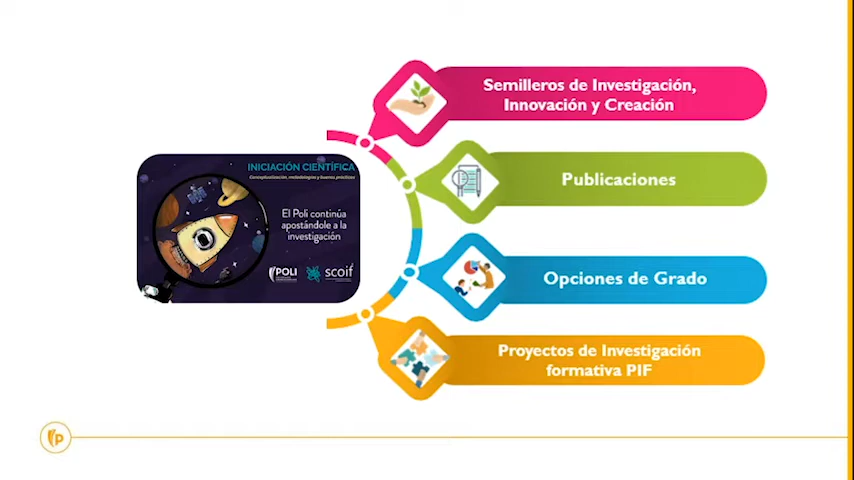 Semilleros de Investigación,
Innovación y Creación
INICIACIÓN CIENTÍFICA
Conceptualización, metodologías y buenas prácticas
El Poli continúa
apostándole a la
investigación
POLI
scoif
Publicaciones
Opciones de Grado
Proyectos de Investigación
formativa PIF
P